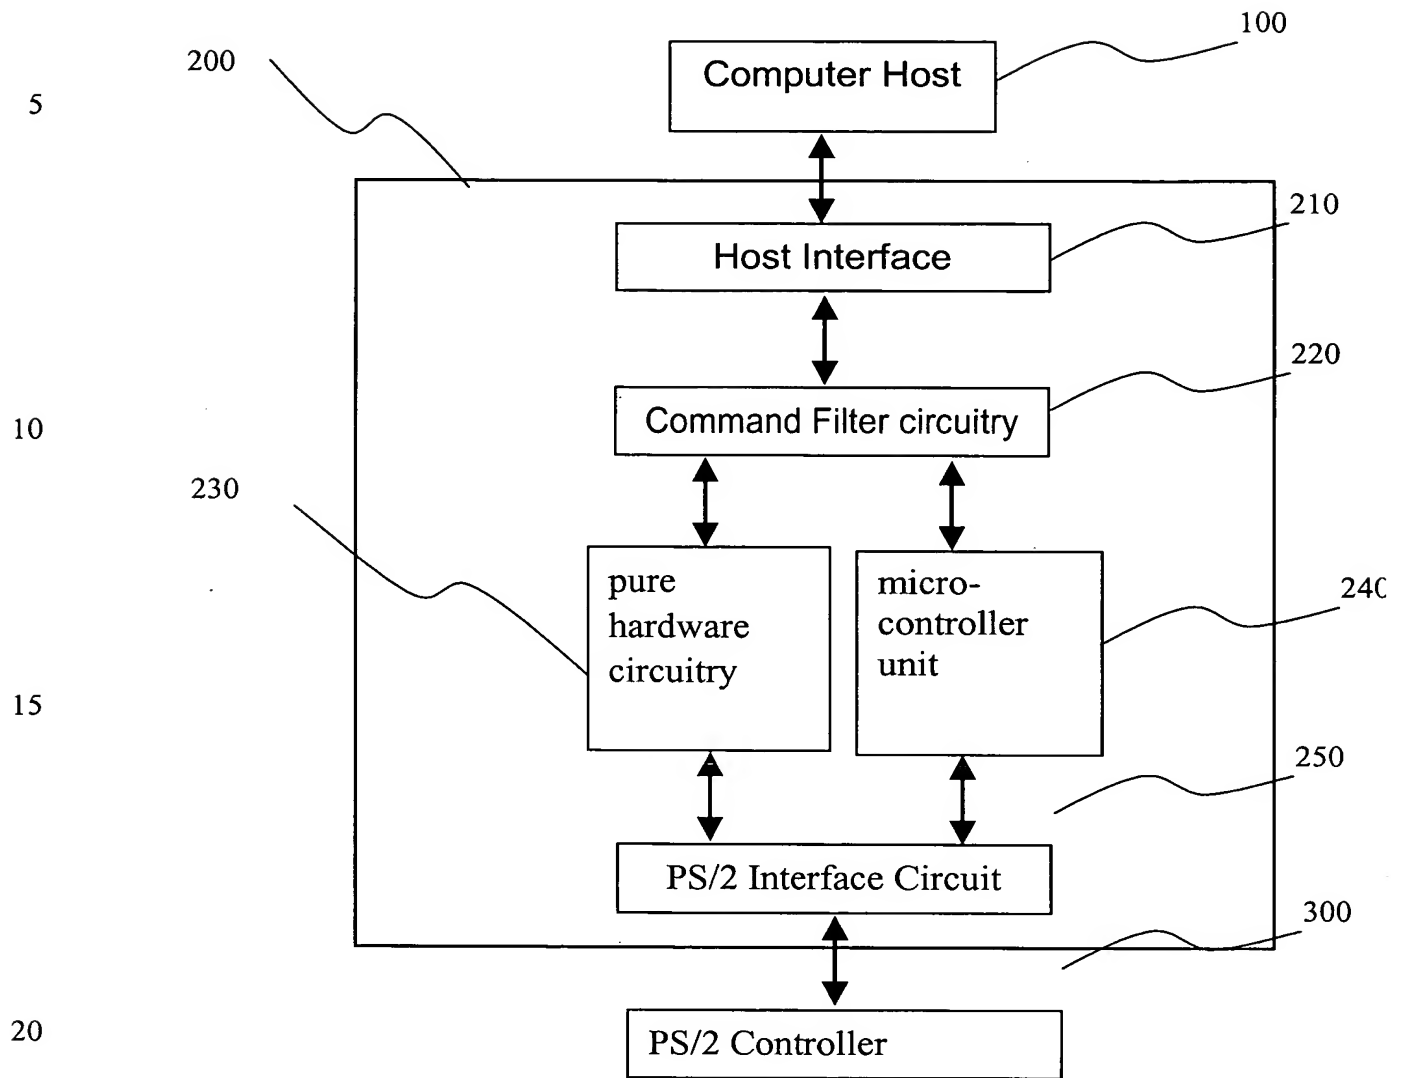 100
Computer Host
200
5
210
Host Interface
220
Command Filter circuitry
10
230
pure
hardware
circuitry
micro-
controller
unit
240
15
250
PS/2 Interface Circuit
300
20
PS/2 Controller